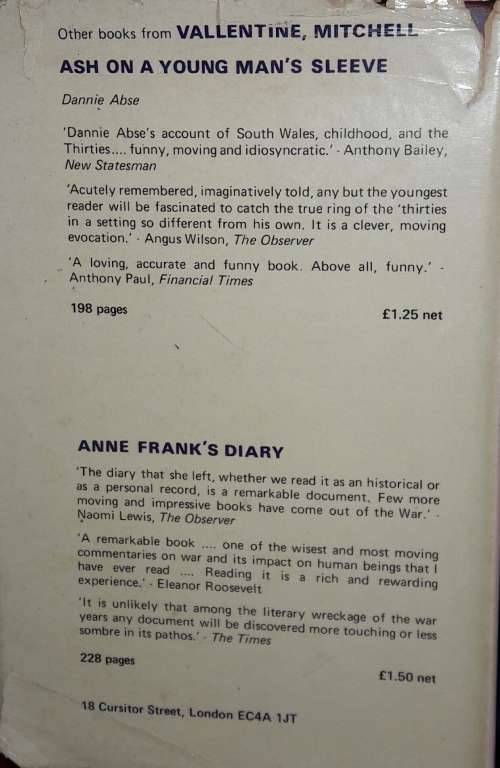 Other books from VALLENTINE, MITCHELL
ASH ON A YOUNG MAN'S SLEEVE
Dannie Abse
'Dannie Abse's account of South Wales, childhood, and the
Thirties.... funny, moving and idiosyncratic.' - Anthony Bailey,
New Statesman
'Acutely remembered, imaginatively told, any but the youngest
reader will be fascinated to catch the true ring of the 'thirties
in a setting so different from his own. It is a clever, moving
evocation.' - Angus Wilson, The Observer
'A loving, accurate and funny book. Above all, funny.' -
Anthony Paul, Financial Times
198 pages
£1.25 net
ANNE FRANK'S DIARY
'The diary that she left, whether we read it as an historical or
as a personal record, is a remarkable document. Few more
moving and impressive books have come out of the War.' -
Naomi Lewis, The Observer
'A remarkable book .... one of the wisest and most moving
commentaries on war and its impact on human beings that I
have ever read .... Reading it is a rich and rewarding
experience.' - Eleanor Roosevelt
'It is unlikely that among the literary wreckage of the war
years any document will be discovered more touching or less
sombre in its pathos.' - The Times
228 pages
£1.50 net
18 Cursitor Street, London EC4A 1JT